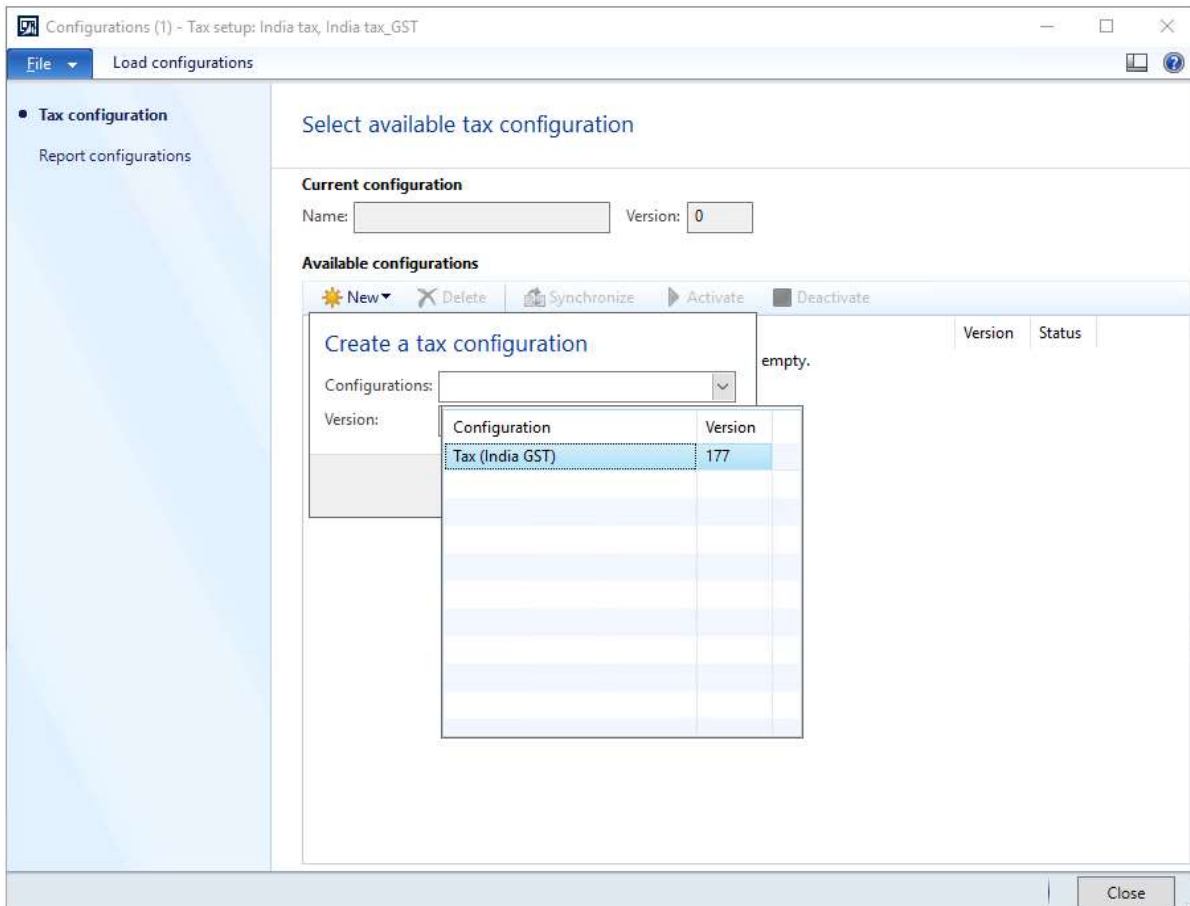 Configurations (1) - Tax setup: India tax, India tax_GST
File Load configurations
Tax configuration
Report configurations
Select available tax configuration
Current configuration
Name: Version: 0
Available configurations
New Delete Synchronize Activate Deactivate
Version Status
empty.
Create a tax configuration
Configurations:
Version:
Configuration Version
Tax (India GST) 177
Close